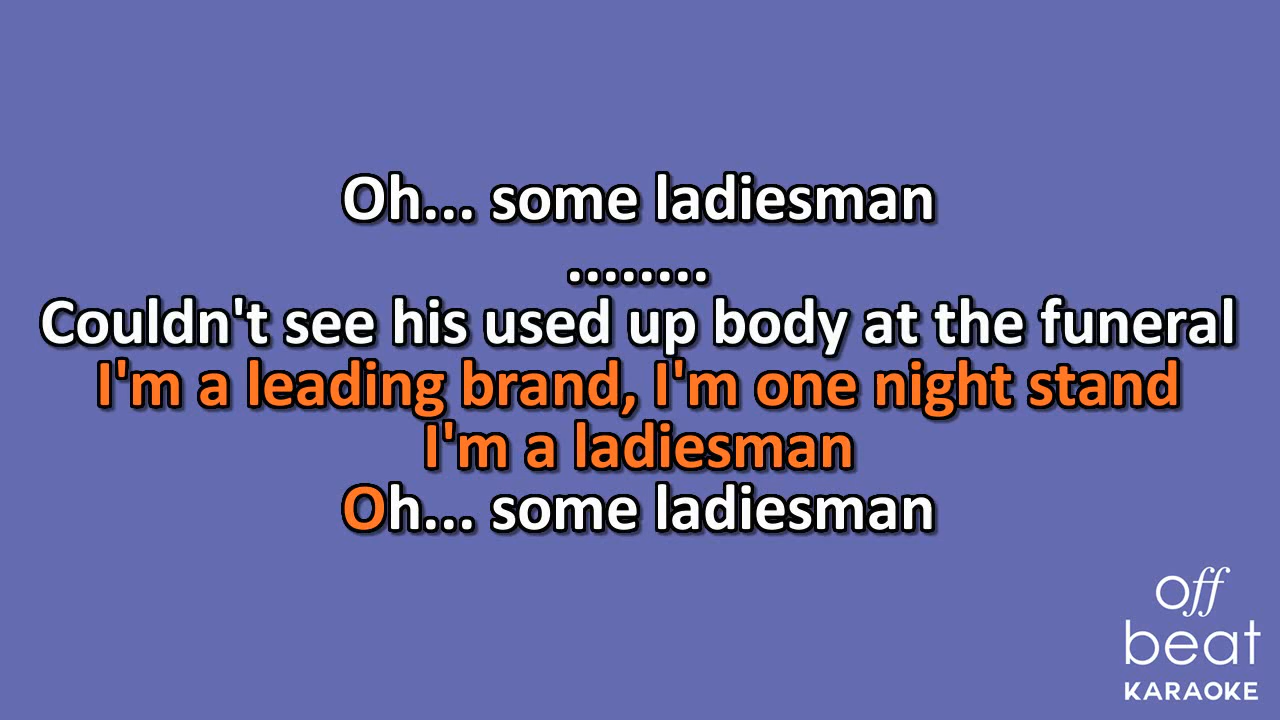 Oh... some ladiesman
........
Couldn't see his used up body at the funeral
I'm a leading brand, I'm one night stand
I'm a ladiesman
Oh... some ladiesman
off
beat
KARAOKE